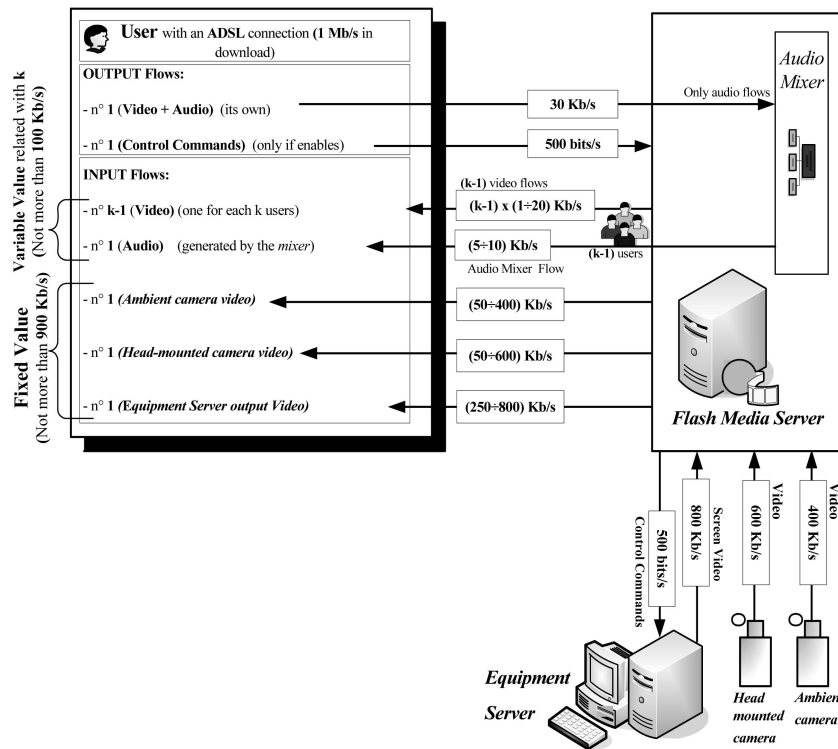 User with an ADSL connection (1 Mb/s in
download)
OUTPUT Flows:
- n° 1 (Video + Audio) (its own)
- n° 1 (Control Commands) (only if enables)
INPUT Flows:
- n° k-1 (Video) (one for each k users)
- n° 1 (Audio) (generated by the mixer)
- n° 1 (Ambient camera video)
- n° 1 (Head-mounted camera video)
- n° 1 (Equipment Server output Video)
Variable Value related with k
(Not more than 100 Kb/s)
Fixed Value
(Not more than 900 Kb/s)
30 Kb/s
500 bits/s
(k-1) video flows
(k-1) x (1÷20) Kb/s
(5÷10) Kb/s
Audio Mixer Flow
(k-1) users
(50÷400) Kb/s
(50÷600) Kb/s
(250÷800) Kb/s
Only audio flows
Audio
Mixer
Flash Media Server
500 bits/s
Control Commands
800 Kb/s
Screen Video
600 Kb/s
Video
400 Kb/s
Video
Equipment
Server
Head
mounted
camera
Ambient
camera